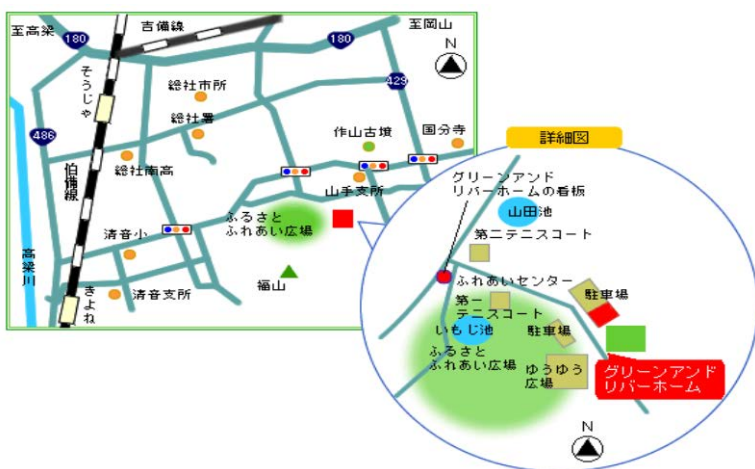 至高梁
180
吉備線
180
至岡山
N
そうじゃ
総社市所
429
486
総社署
作山古墳
国分寺
伯備線
総社南高
山手支所
清音小
ふるさと
ふれあい広場
高梁川
きよね
清音支所
福山
詳細図
グリーンアンド
リバーホームの看板
山田池
第二テニスコート
ふれあいセンター
第一
テニスコート
駐車場
いもじ池
駐車場
ふるさと
ふれあい広場
ゆうゆう
広場
グリーンアンド
リバーホーム
N